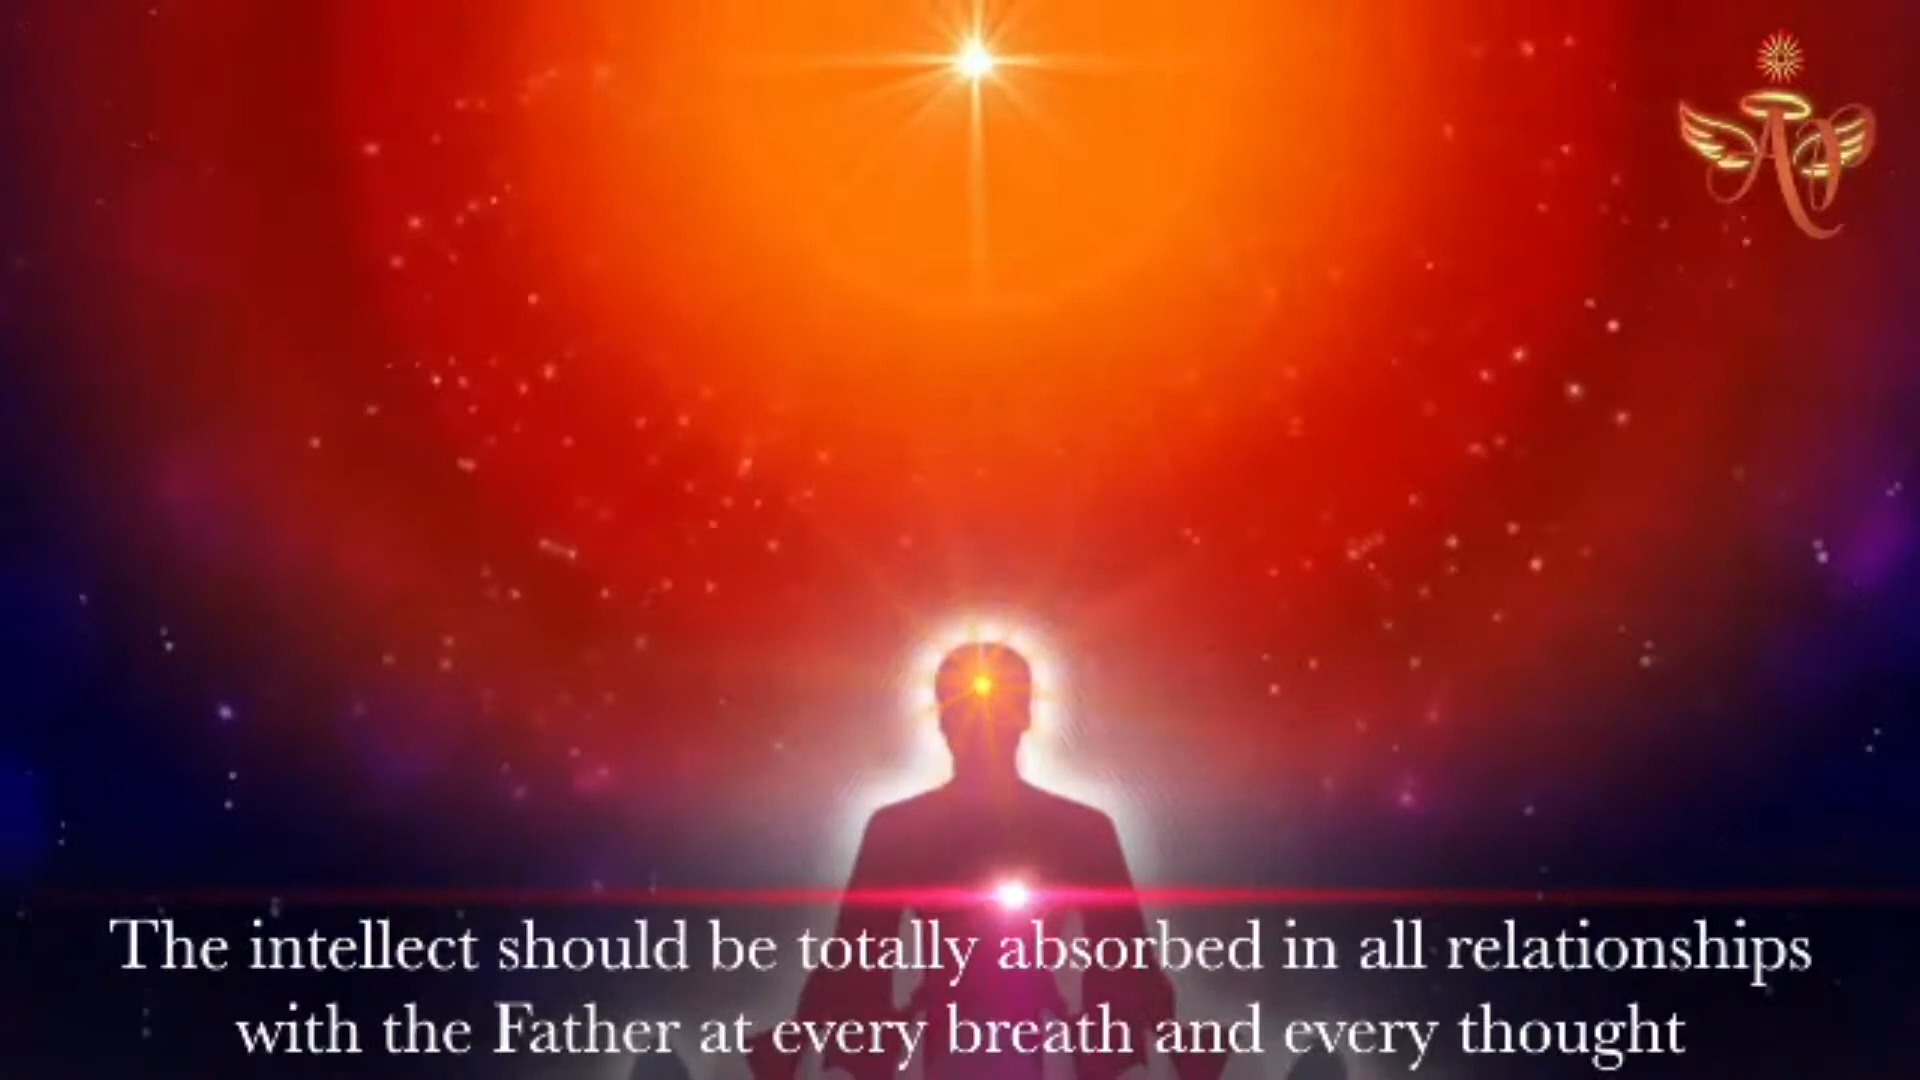 The intellect should be totally absorbed in all relationships
with the Father at every breath and every thought